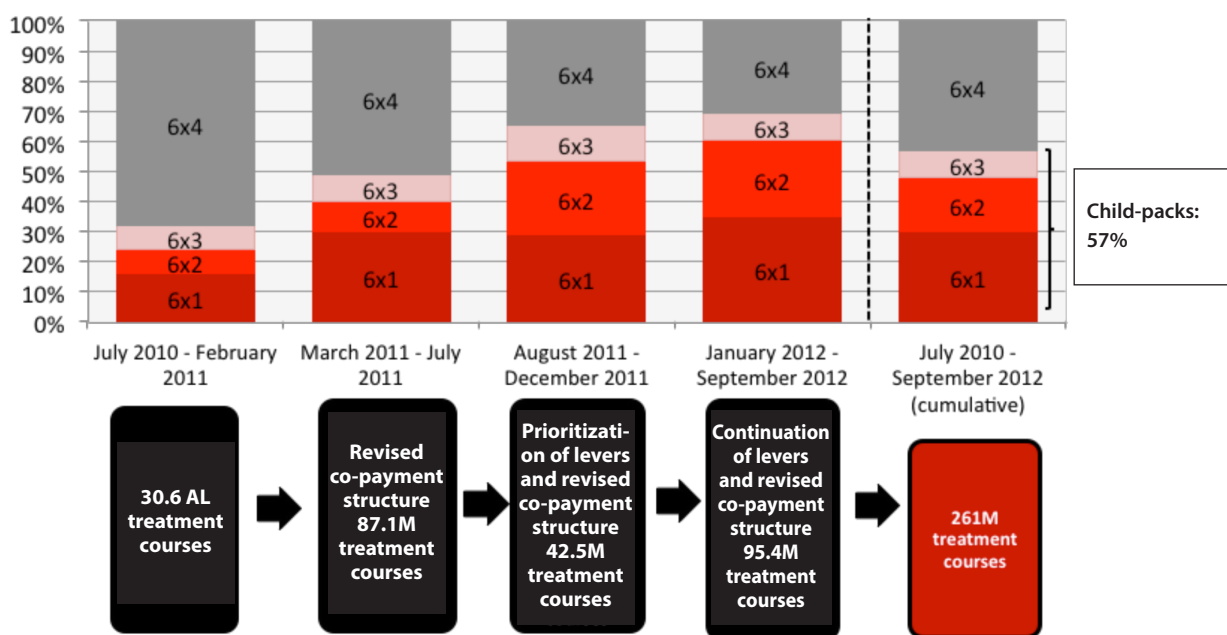 100%
90%
80%
70%
60%
50%
40%
30%
20%
10%
0%
6x4
6x3
6x2
6x1
6x4
6x3
6x2
6x1
6x4
6x3
6x2
6x1
6x4
6x3
6x2
6x1
6x4
6x3
6x2
6x1
Child-packs:
57%
July 2010 - February
2011
March 2011 - July
2011
August 2011 -
December 2011
January 2012 -
September 2012
July 2010 -
September 2012
(cumulative)
30.6 AL
treatment
courses
Revised
co-payment
structure
87.1M
treatment
courses
Prioritizati-
on of levers
and revised
co-payment
structure
42.5M
treatment
courses
Continuation
of levers
and revised
co-payment
structure
95.4M
treatment
courses
261M
treatment
courses